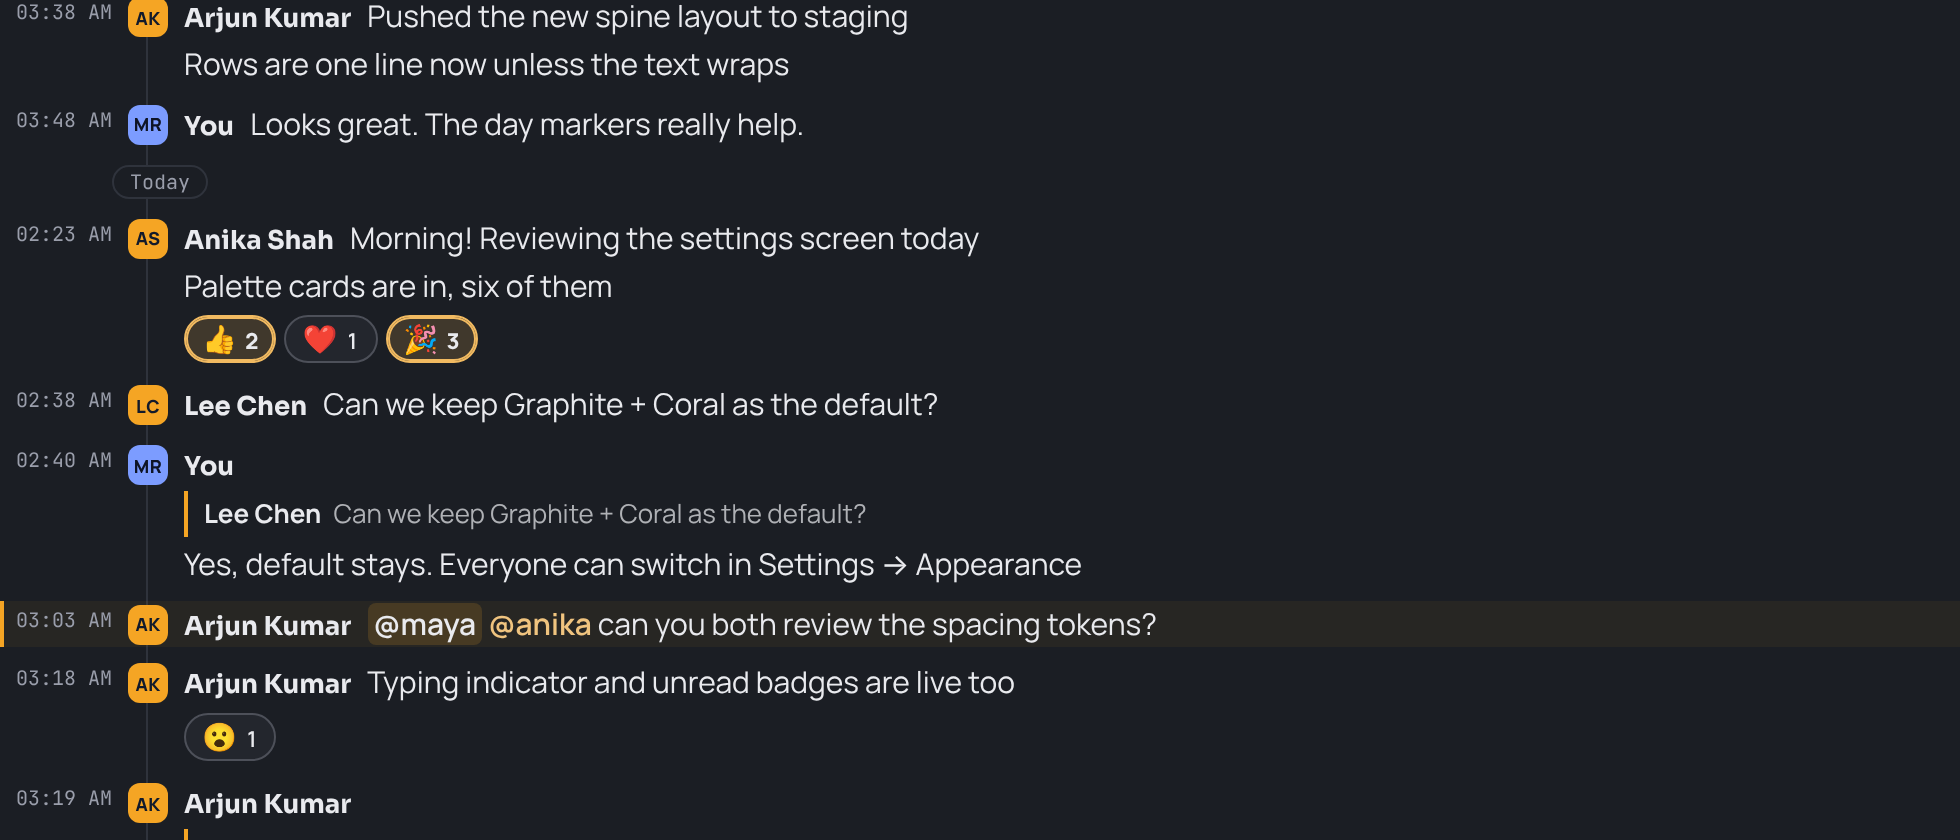 03:38 AM AK Arjun Kumar Pushed the new spine layout to staging
Rows are one line now unless the text wraps
03:48 AM MR You Looks great. The day markers really help.
Today
02:23 AM AS Anika Shah Morning! Reviewing the settings screen today
Palette cards are in, six of them
👍 2 ❤️ 1 🎉 3
02:38 AM LC Lee Chen Can we keep Graphite + Coral as the default?
02:40 AM MR You
Lee Chen Can we keep Graphite + Coral as the default?
Yes, default stays. Everyone can switch in Settings → Appearance
03:03 AM AK Arjun Kumar @maya @anika can you both review the spacing tokens?
03:18 AM AK Arjun Kumar Typing indicator and unread badges are live too
😮 1
03:19 AM AK Arjun Kumar